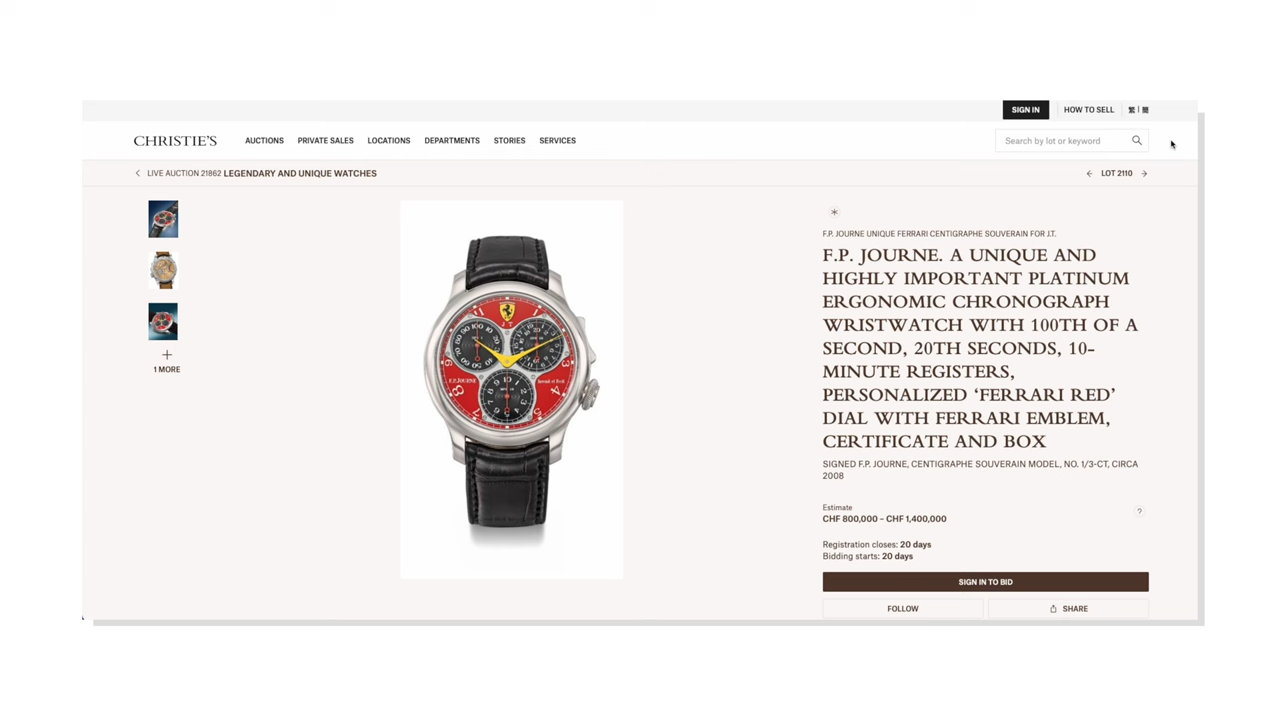 SIGN IN
HOW TO SELL
繁 | 簡
CHRISTIE'S
AUCTIONS
PRIVATE SALES
LOCATIONS
DEPARTMENTS
STORIES
SERVICES
Search by lot or keyword
LIVE AUCTION 21862 LEGENDARY AND UNIQUE WATCHES
LOT 2110
F.P. JOURNE UNIQUE FERRARI CENTIGRAPHE SOUVERAIN FOR J.T.
F.P. JOURNE. A UNIQUE AND
HIGHLY IMPORTANT PLATINUM
ERGONOMIC CHRONOGRAPH
WRISTWATCH WITH 100TH OF A
SECOND, 20TH SECONDS, 10-
MINUTE REGISTERS,
PERSONALIZED ‘FERRARI RED’
DIAL WITH FERRARI EMBLEM,
CERTIFICATE AND BOX
SIGNED F.P. JOURNE, CENTIGRAPHE SOUVERAIN MODEL, NO. 1/3-CT, CIRCA
2008
Estimate
CHF 800,000 – CHF 1,400,000
?
Registration closes: 20 days
Bidding starts: 20 days
SIGN IN TO BID
FOLLOW
SHARE
+
1 MORE
J T
F.P.JOURNE